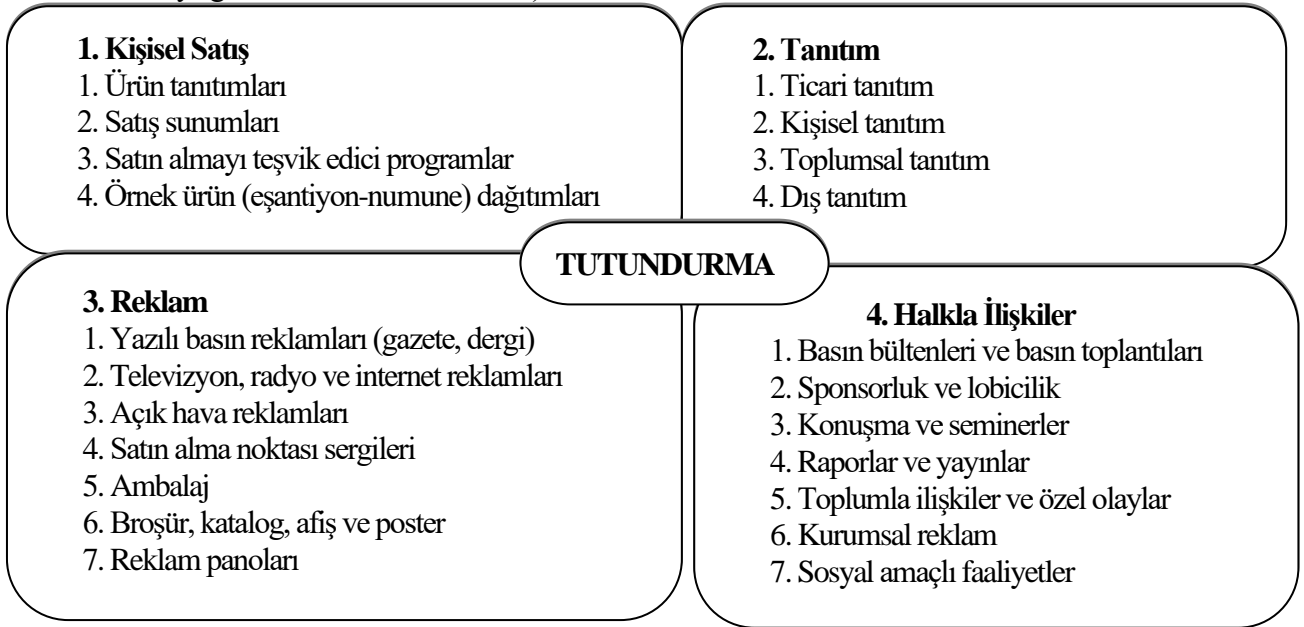 1. Kişisel Satış
1. Ürün tanıtımları
2. Satış sunumları
3. Satın almayı teşvik edici programlar
4. Örnek ürün (eşantiyon-numune) dağıtımları
2. Tanıtım
1. Ticari tanıtım
2. Kişisel tanıtım
3. Toplumsal tanıtım
4. Dış tanıtım
TUTUNDURMA
3. Reklam
1. Yazılı basın reklamları (gazete, dergi)
2. Televizyon, radyo ve internet reklamları
3. Açık hava reklamları
4. Satın alma noktası sergileri
5. Ambalaj
6. Broşür, katalog, afiş ve poster
7. Reklam panoları
4. Halkla İlişkiler
1. Basın bültenleri ve basın toplantıları
2. Sponsorluk ve lobicilik
3. Konuşma ve seminerler
4. Raporlar ve yayınlar
5. Toplumla ilişkiler ve özel olaylar
6. Kurumsal reklam
7. Sosyal amaçlı faaliyetler